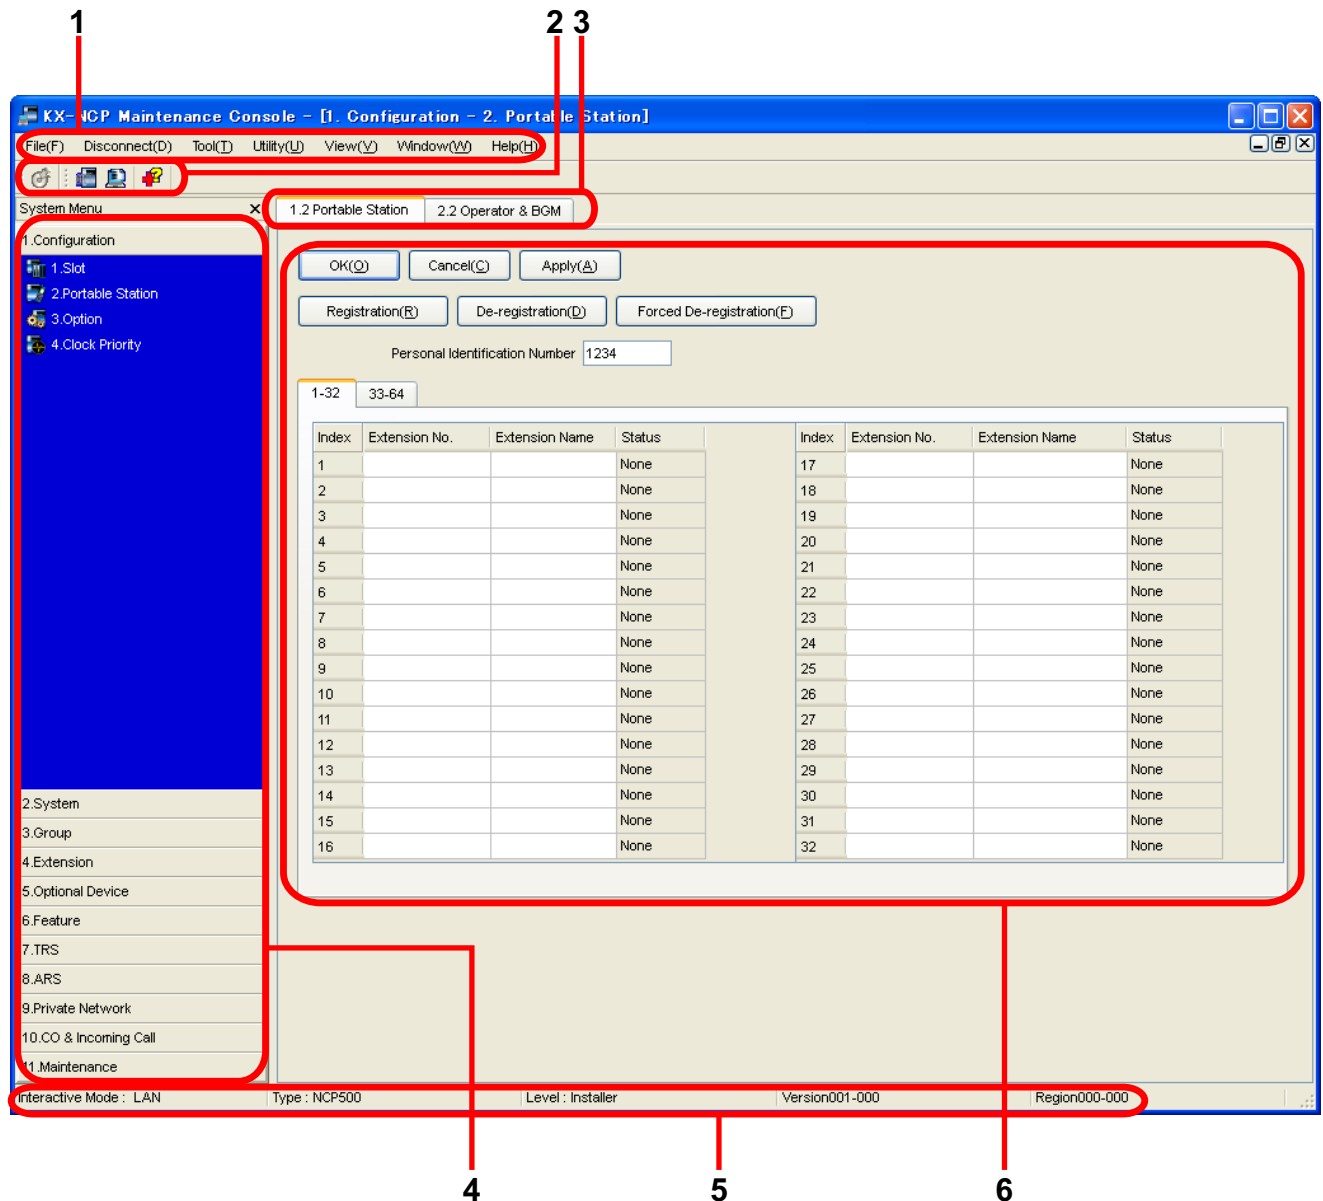 1 2 3
KX-NCP Maintenance Console - [1. Configuration - 2. Portable Station]
File(F) Disconnect(D) Tool(T) Utility(U) View(V) Window(W) Help(H)
System Menu x
1.2 Portable Station 2.2 Operator & BGM
1.Configuration
1.Slot
2.Portable Station
3.Option
4.Clock Priority
2.System
3.Group
4.Extension
5.Optional Device
6.Feature
7.TRS
8.ARS
9.Private Network
10.CO & Incoming Call
11.Maintenance
OK(O) Cancel(C) Apply(A)
Registration(R) De-registration(D) Forced De-registration(F)
Personal Identification Number 1234
1-32 33-64
Index Extension No. Extension Name Status Index Extension No. Extension Name Status
1 None 17 None
2 None 18 None
3 None 19 None
4 None 20 None
5 None 21 None
6 None 22 None
7 None 23 None
8 None 24 None
9 None 25 None
10 None 26 None
11 None 27 None
12 None 28 None
13 None 29 None
14 None 30 None
15 None 31 None
16 None 32 None
Interactive Mode : LAN Type : NCP500 Level : Installer Version001-000 Region000-000
4 5 6